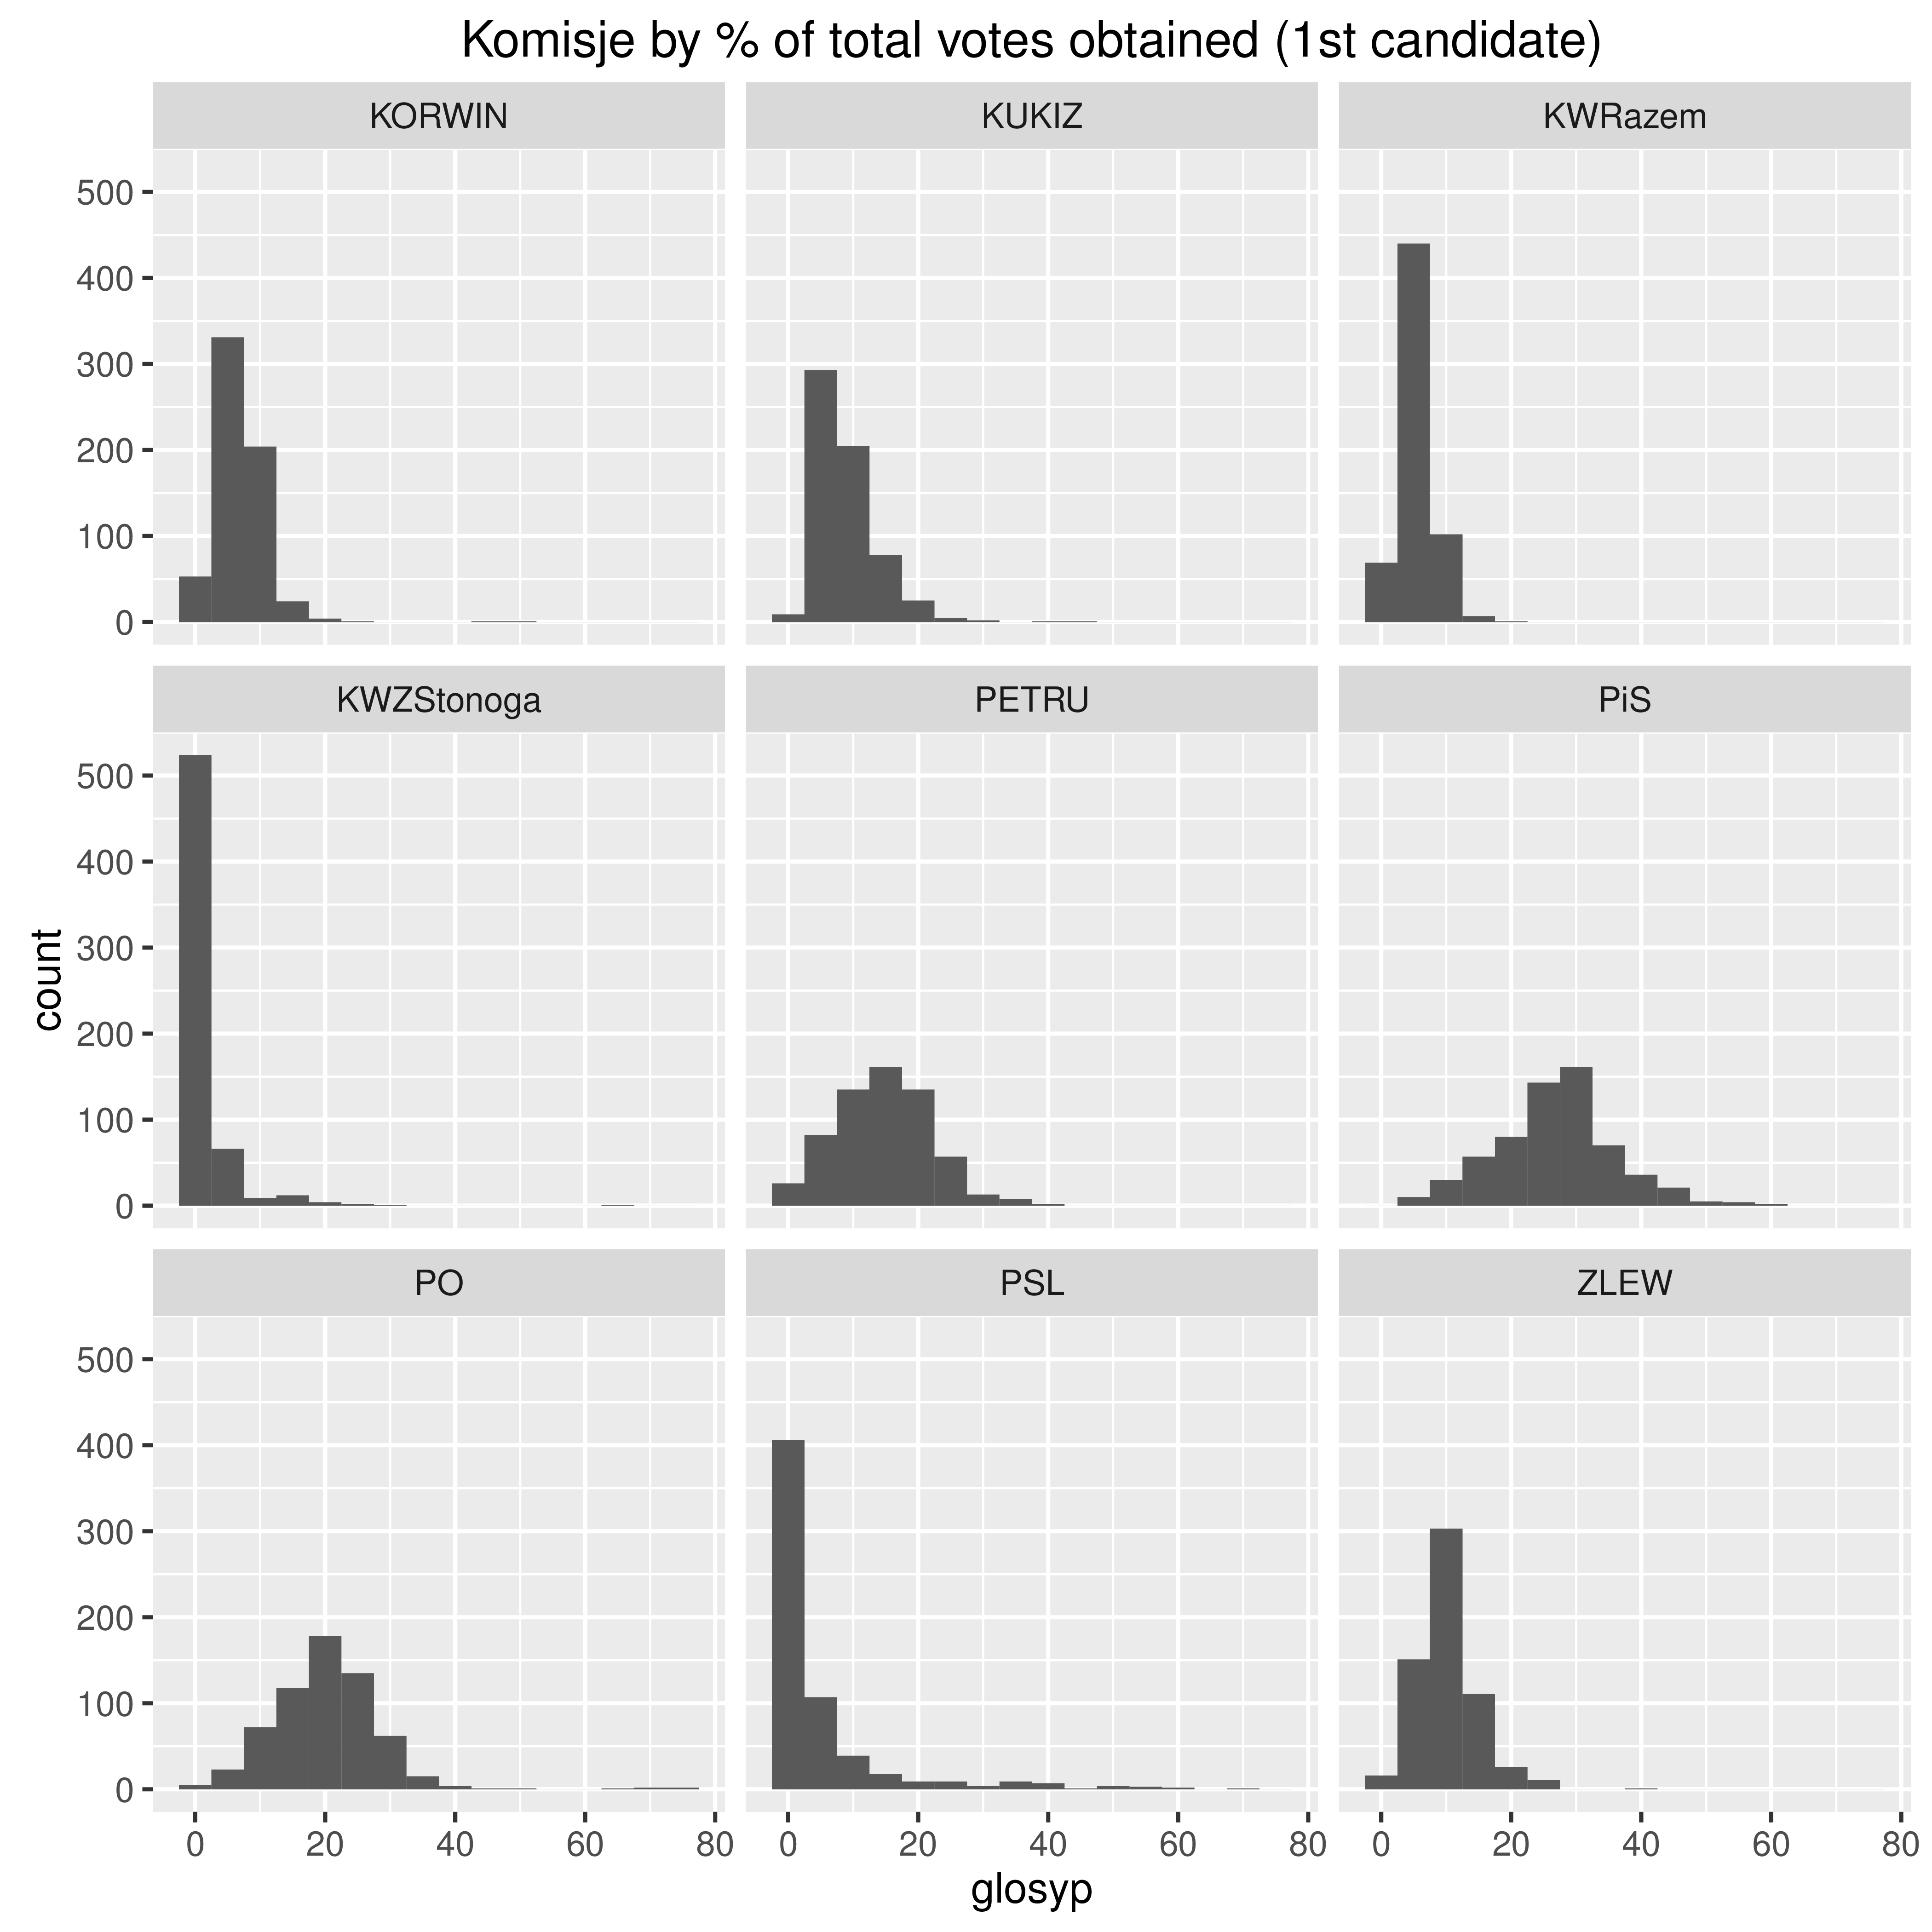 Komisje by % of total votes obtained (1st candidate)
KORWIN KUKIZ KWRazem
500
400
300
200
100
0
KWZStonoga PETRU PiS
500
400
300
200
100
0
count
PO PSL ZLEW
500
400
300
200
100
0
0 20 40 60 80 0 20 40 60 80 0 20 40 60 80
glosyp